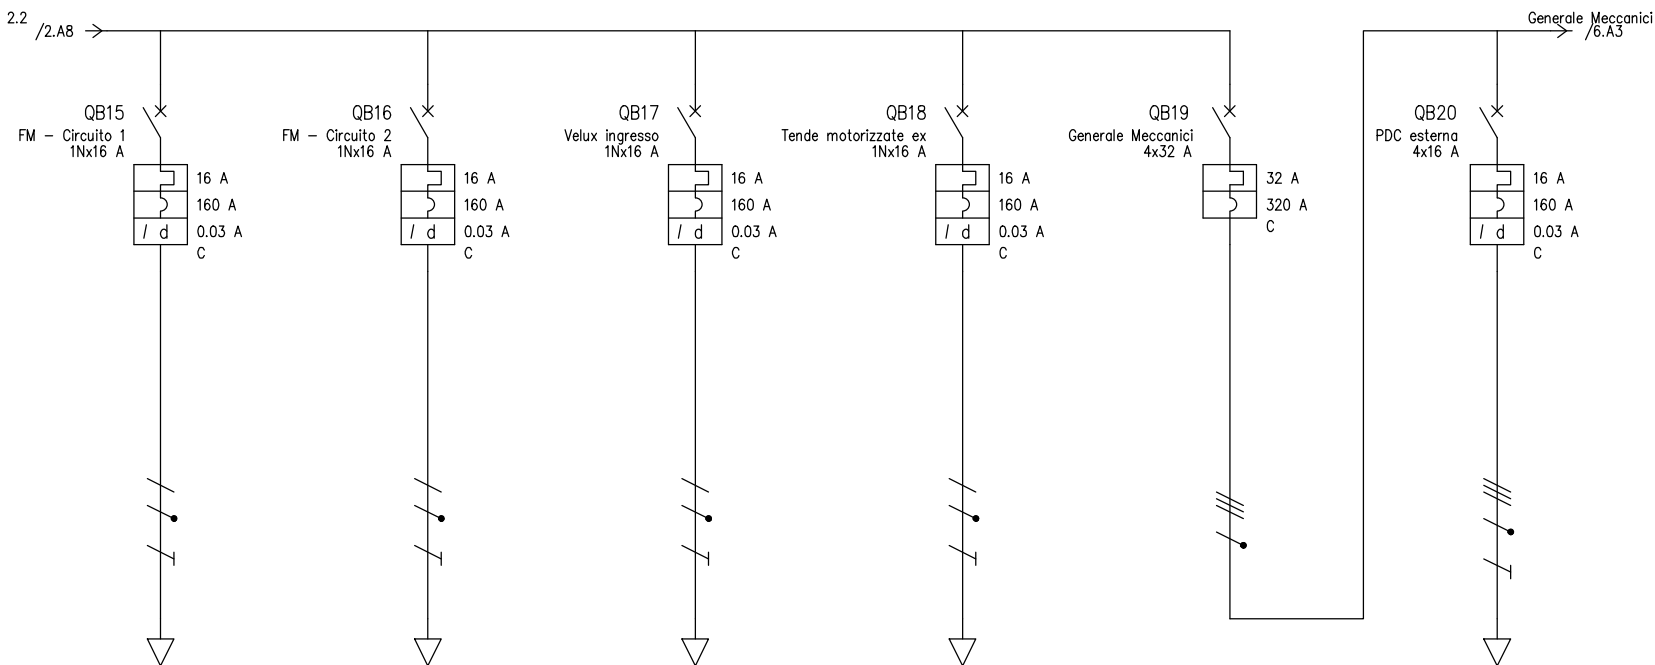 2.2
/2.A8
Generale Meccanici
/6.A3
QB15
FM - Circuito 1
1Nx16 A
16 A
160 A
I d
0.03 A
C
QB16
FM - Circuito 2
1Nx16 A
16 A
160 A
I d
0.03 A
C
QB17
Velux ingresso
1Nx16 A
16 A
160 A
I d
0.03 A
C
QB18
Tende motorizzate ex
1Nx16 A
16 A
160 A
I d
0.03 A
C
QB19
Generale Meccanici
4x32 A
32 A
320 A
C
QB20
PDC esterna
4x16 A
16 A
160 A
I d
0.03 A
C